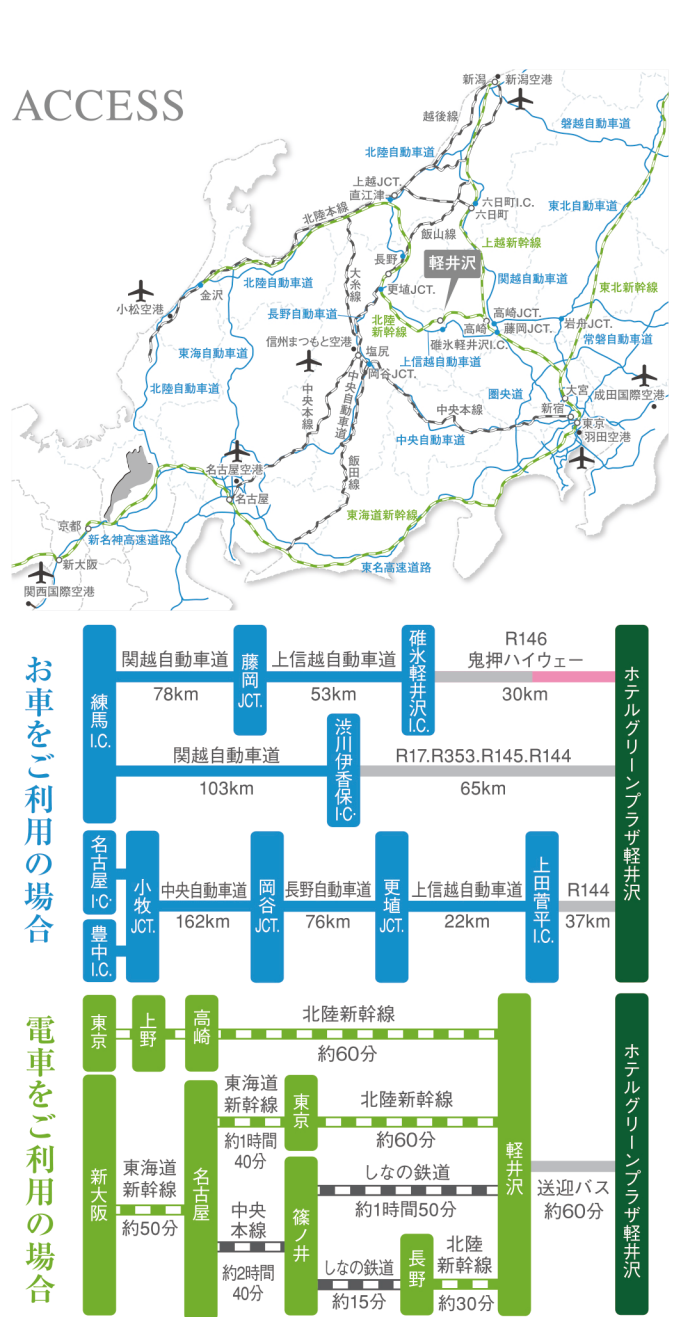 ACCESS
新潟
新潟空港
越後線
磐越自動車道
北陸自動車道
上越JCT.
直江津
六日町I.C.
六日町
東北自動車道
北陸本線
飯山線
上越新幹線
長野
軽井沢
大糸線
関越自動車道
東北新幹線
北陸自動車道
金沢
更埴JCT.
小松空港
長野自動車道
北陸
新幹線
高崎JCT.
高崎
藤岡JCT.
岩舟JCT.
常磐自動車道
碓氷軽井沢I.C.
信州まつもと空港
塩尻
岡谷JCT.
上信越自動車道
東海自動車道
北陸自動車道
中央本線
中央自動車道
圏央道
大宮
成田国際空港
新宿
東京
羽田空港
中央本線
中央自動車道
飯田線
名古屋空港
名古屋
東海道新幹線
京都
新名神高速道路
新大阪
東名高速道路
関西国際空港
お車をご利用の場合
練馬I.C.
関越自動車道
78km
藤岡JCT.
上信越自動車道
53km
碓氷軽井沢I.C.
R146
鬼押ハイウェー
30km
ホテルグリーンプラザ軽井沢
関越自動車道
103km
渋川伊香保I.C.
R17.R353.R145.R144
65km
名古屋I.C.
豊中I.C.
小牧JCT.
中央自動車道
162km
岡谷JCT.
長野自動車道
76km
更埴JCT.
上信越自動車道
22km
上田菅平I.C.
R144
37km
電車をご利用の場合
東京
上野
高崎
北陸新幹線
約60分
軽井沢
送迎バス
約60分
ホテルグリーンプラザ軽井沢
新大阪
東海道
新幹線
約50分
名古屋
東海道
新幹線
約1時間
40分
東京
北陸新幹線
約60分
中央
本線
約2時間
40分
篠ノ井
しなの鉄道
約1時間50分
しなの鉄道
約15分
長野
北陸
新幹線
約30分